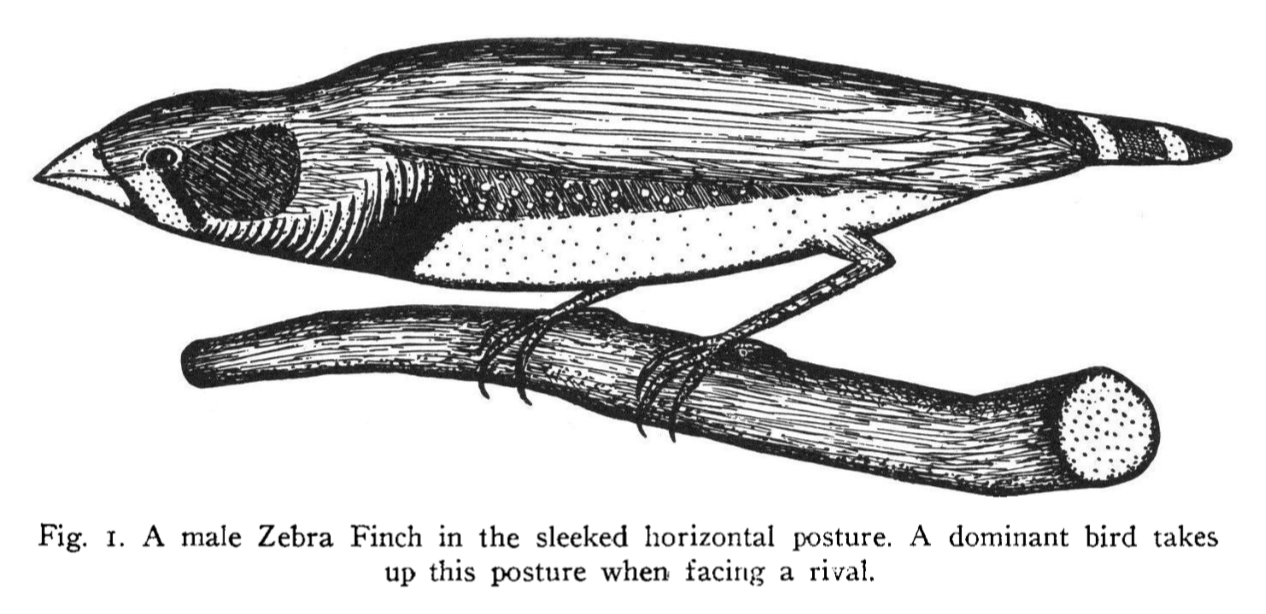 Fig. 1. A male Zebra Finch in the sleeked horizontal posture. A dominant bird takes
up this posture when facing a rival.